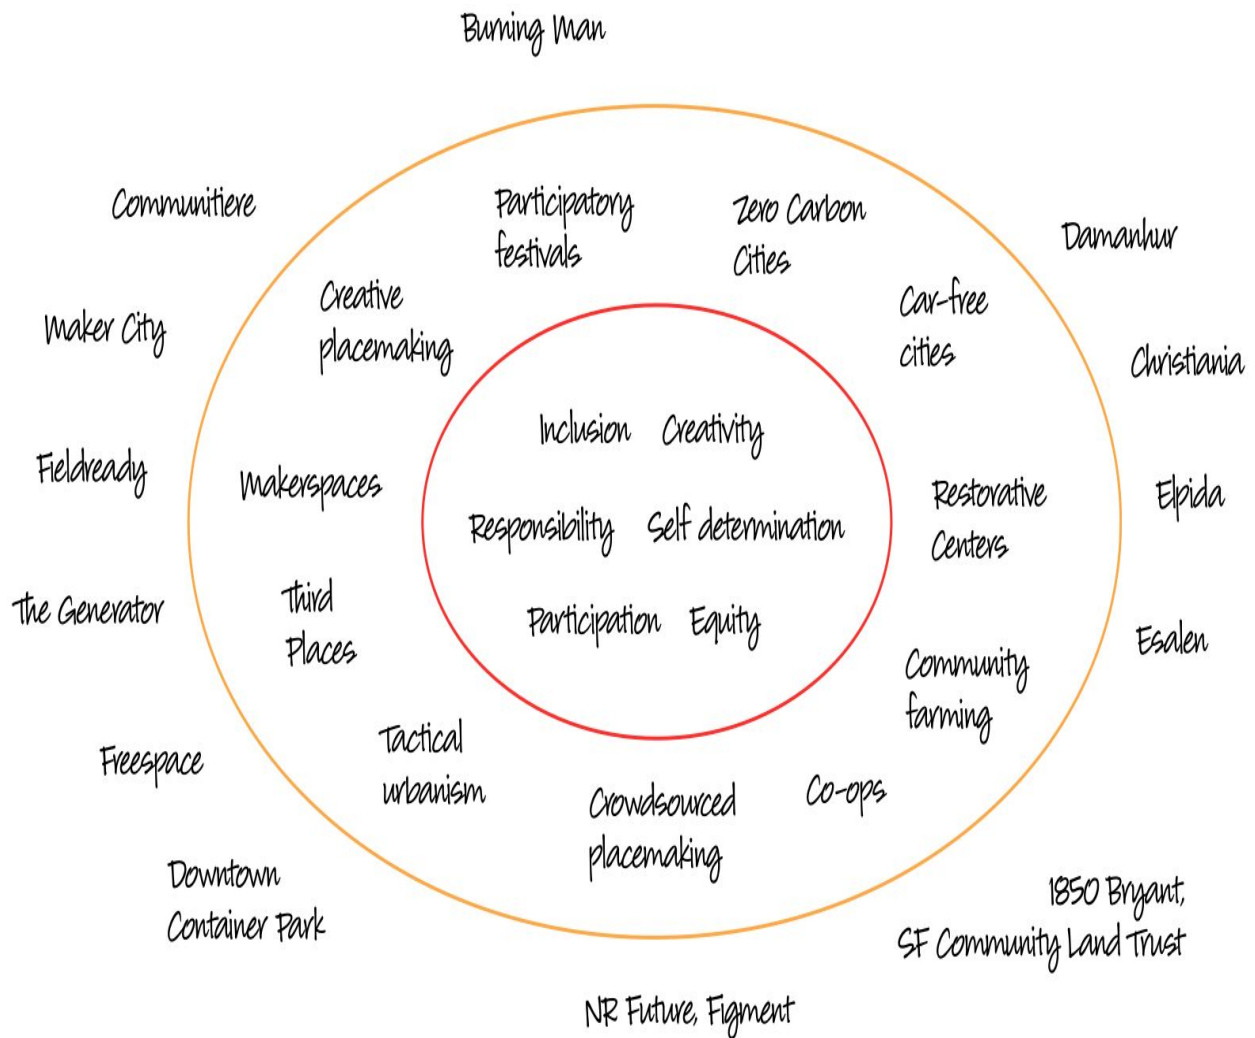 Burning Man
Communitiere
Participatory
festivals
Zero Carbon
Cities
Damanhur
Creative
placemaking
Car-free
cities
Maker City
Christiania
Inclusion Creativity
Fieldready
Makerspaces
Restorative
Centers
Elpida
Responsibility Self determination
The Generator
Third
Places
Participation Equity
Esalen
Community
farming
Freespace
Tactical
urbanism
Crowdsourced
placemaking
Co-ops
Downtown
Container Park
1850 Bryant,
SF Community Land Trust
NR Future, Figment